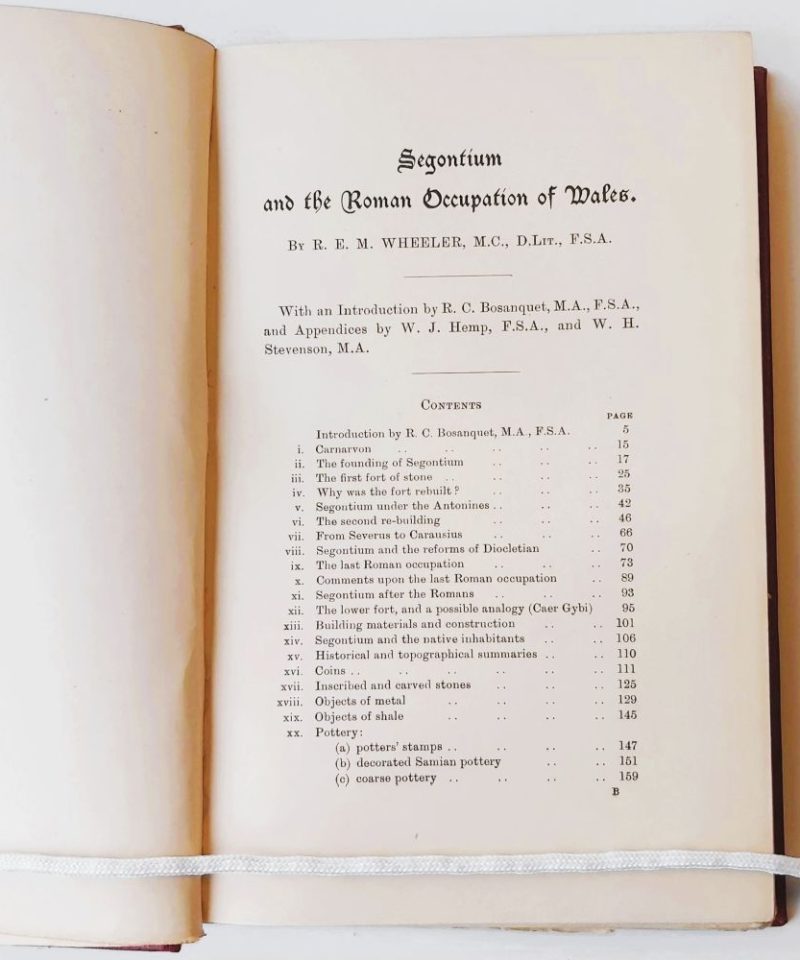 Segontium
and the Roman Occupation of Wales.
By R. E. M. WHEELER, M.C., D.Lit., F.S.A.
With an Introduction by R. C. Bosanquet, M.A., F.S.A.,
and Appendices by W. J. Hemp, F.S.A., and W. H.
Stevenson, M.A.
Contents
PAGE
Introduction by R. C. Bosanquet, M.A., F.S.A. 5
i. Carnarvon .. .. .. .. .. 15
ii. The founding of Segontium .. .. .. 17
iii. The first fort of stone .. .. .. .. 25
iv. Why was the fort rebuilt? .. .. .. 35
v. Segontium under the Antonines .. .. .. 42
vi. The second re-building .. .. .. 46
vii. From Severus to Carausius .. .. .. 66
viii. Segontium and the reforms of Diocletian .. 70
ix. The last Roman occupation .. .. .. 73
x. Comments upon the last Roman occupation .. 89
xi. Segontium after the Romans .. .. .. 93
xii. The lower fort, and a possible analogy (Caer Gybi) 95
xiii. Building materials and construction .. .. 101
xiv. Segontium and the native inhabitants .. .. 106
xv. Historical and topographical summaries .. .. 110
xvi. Coins .. .. .. .. .. .. 111
xvii. Inscribed and carved stones .. .. .. 125
xviii. Objects of metal .. .. .. .. 129
xix. Objects of shale .. .. .. .. 145
xx. Pottery:
(a) potters' stamps .. .. .. .. 147
(b) decorated Samian pottery .. .. 151
(c) coarse pottery .. .. .. .. 159
B